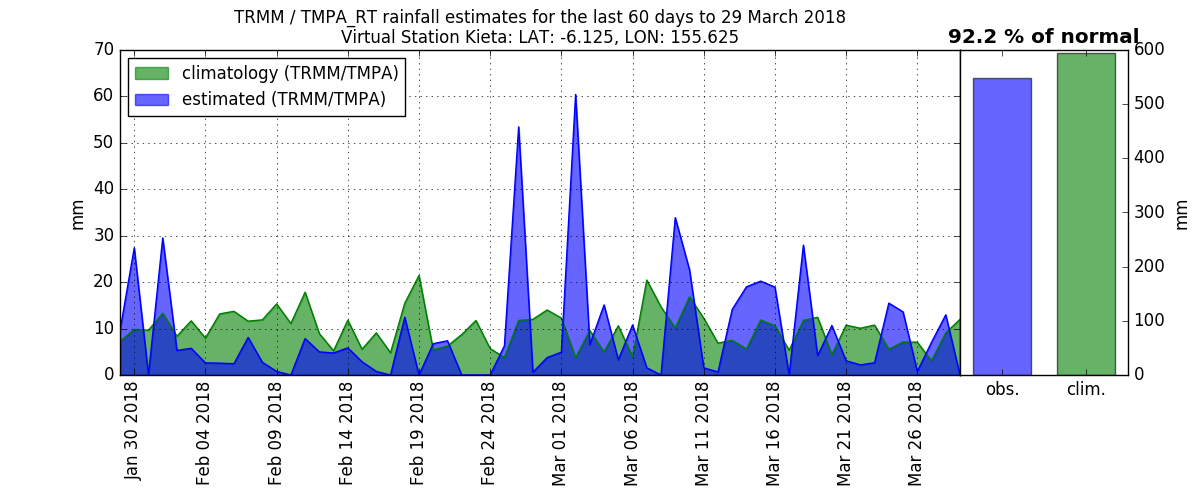 TRMM / TMPA_RT rainfall estimates for the last 60 days to 29 March 2018
Virtual Station Kieta: LAT: -6.125, LON: 155.625
92.2 % of normal
climatology (TRMM/TMPA)
estimated (TRMM/TMPA)
70
60
50
40
30
20
10
0
mm
Jan 30 2018
Feb 04 2018
Feb 09 2018
Feb 14 2018
Feb 19 2018
Feb 24 2018
Mar 01 2018
Mar 06 2018
Mar 11 2018
Mar 16 2018
Mar 21 2018
Mar 26 2018
obs.
clim.
600
500
400
300
200
100
0
mm